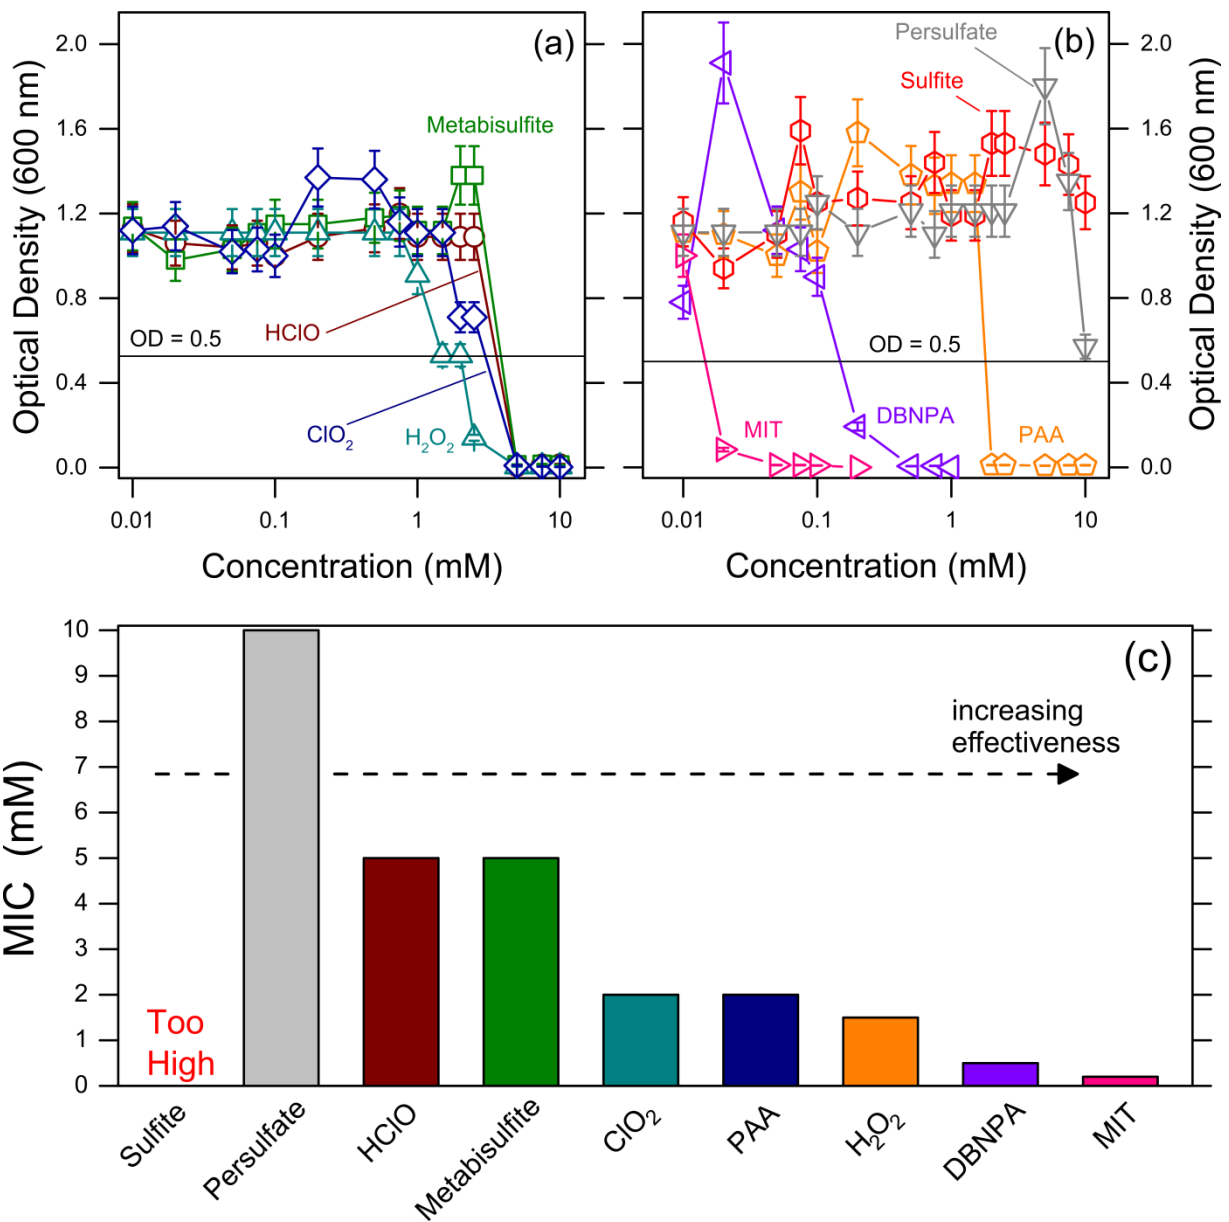 (a)
2.0
1.6
1.2
0.8
0.4
0.0
Optical Density (600 nm)
Metabisulfite
HClO
OD = 0.5
ClO₂
H₂O₂
0.01
0.1
1
10
Concentration (mM)
(b)
Persulfate
Sulfite
OD = 0.5
MIT
DBNPA
PAA
2.0
1.6
1.2
0.8
0.4
0.0
Optical Density (600 nm)
0.01
0.1
1
10
Concentration (mM)
(c)
10
9
8
7
6
5
4
3
2
1
0
MIC (mM)
increasing
effectiveness
Too
High
Sulfite
Persulfate
HClO
Metabisulfite
ClO₂
PAA
H₂O₂
DBNPA
MIT